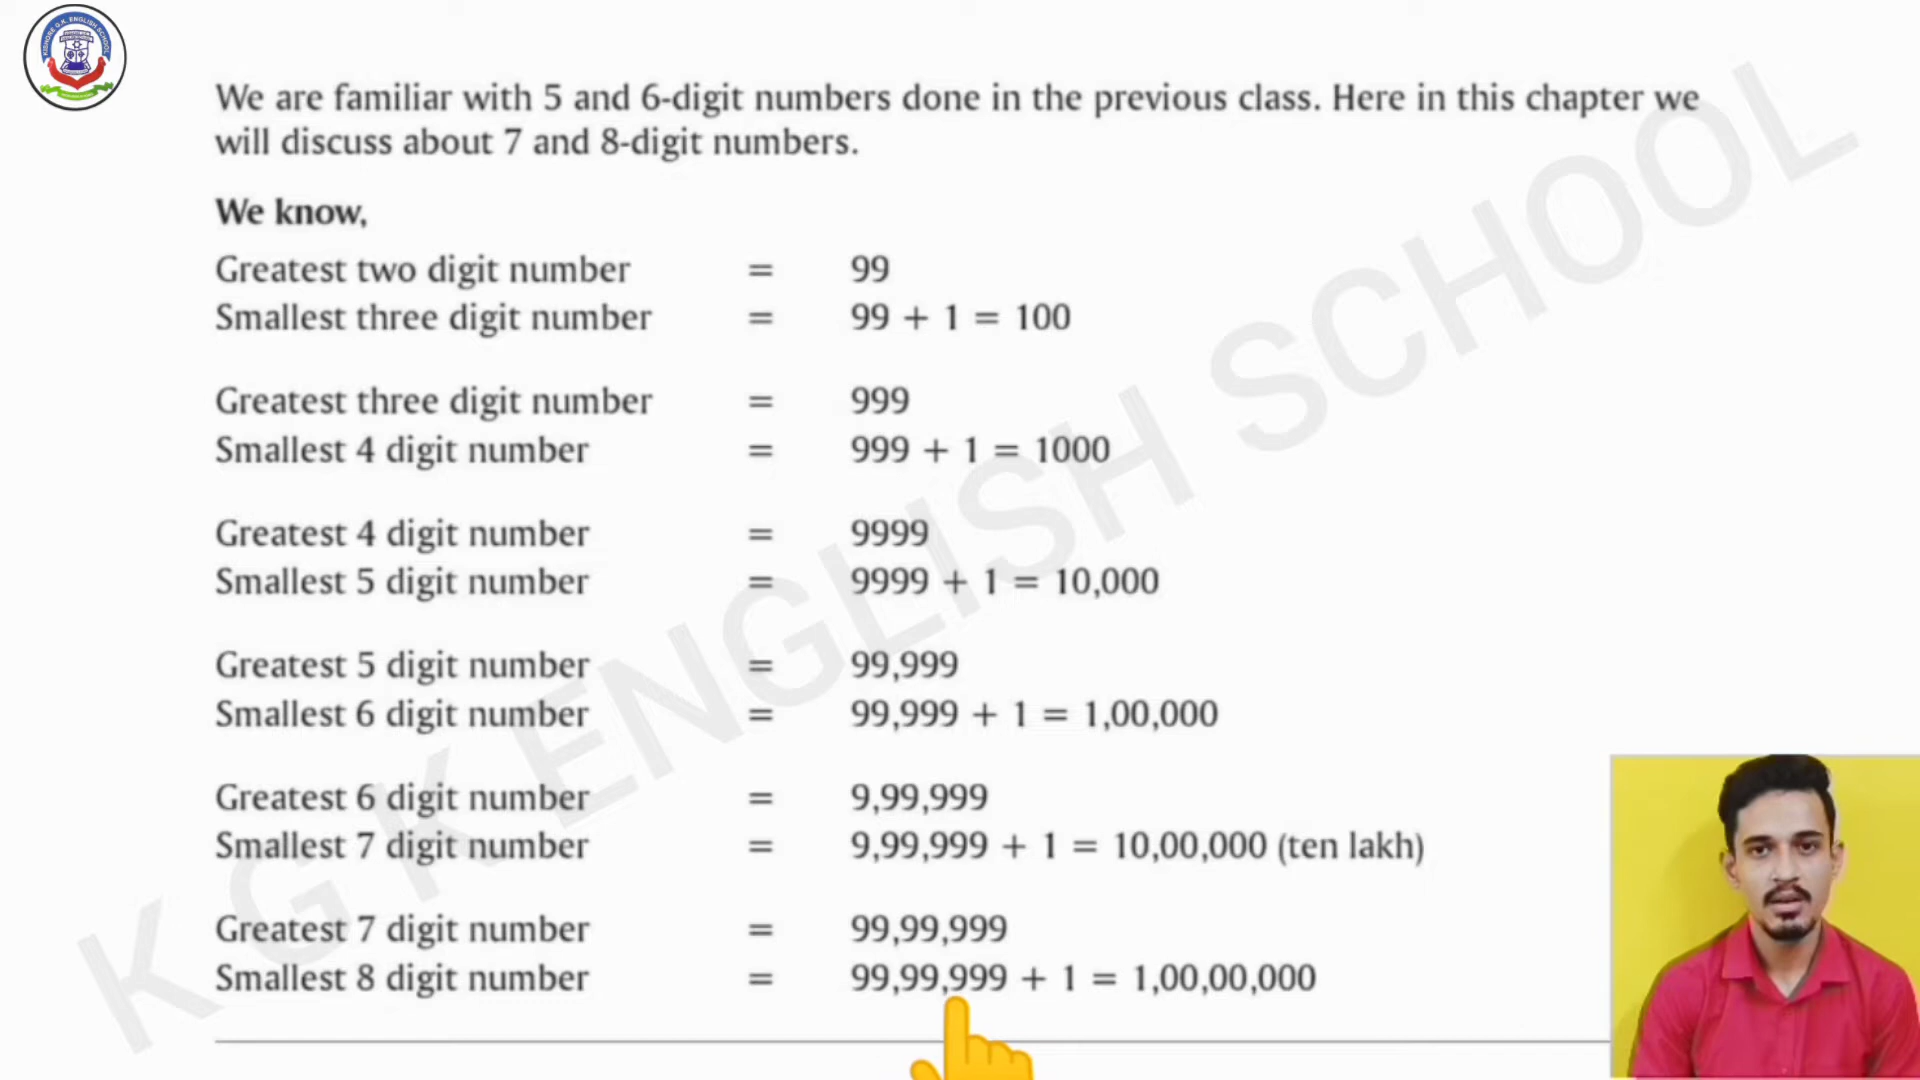 KISHORE G.K. ENGLISH SCHOOL
We are familiar with 5 and 6-digit numbers done in the previous class. Here in this chapter we
will discuss about 7 and 8-digit numbers.
We know,
Greatest two digit number = 99
Smallest three digit number = 99 + 1 = 100
Greatest three digit number = 999
Smallest 4 digit number = 999 + 1 = 1000
Greatest 4 digit number = 9999
Smallest 5 digit number = 9999 + 1 = 10,000
Greatest 5 digit number = 99,999
Smallest 6 digit number = 99,999 + 1 = 1,00,000
Greatest 6 digit number = 9,99,999
Smallest 7 digit number = 9,99,999 + 1 = 10,00,000 (ten lakh)
Greatest 7 digit number = 99,99,999
Smallest 8 digit number = 99,99,999 + 1 = 1,00,00,000
K G K ENGLISH SCHOOL